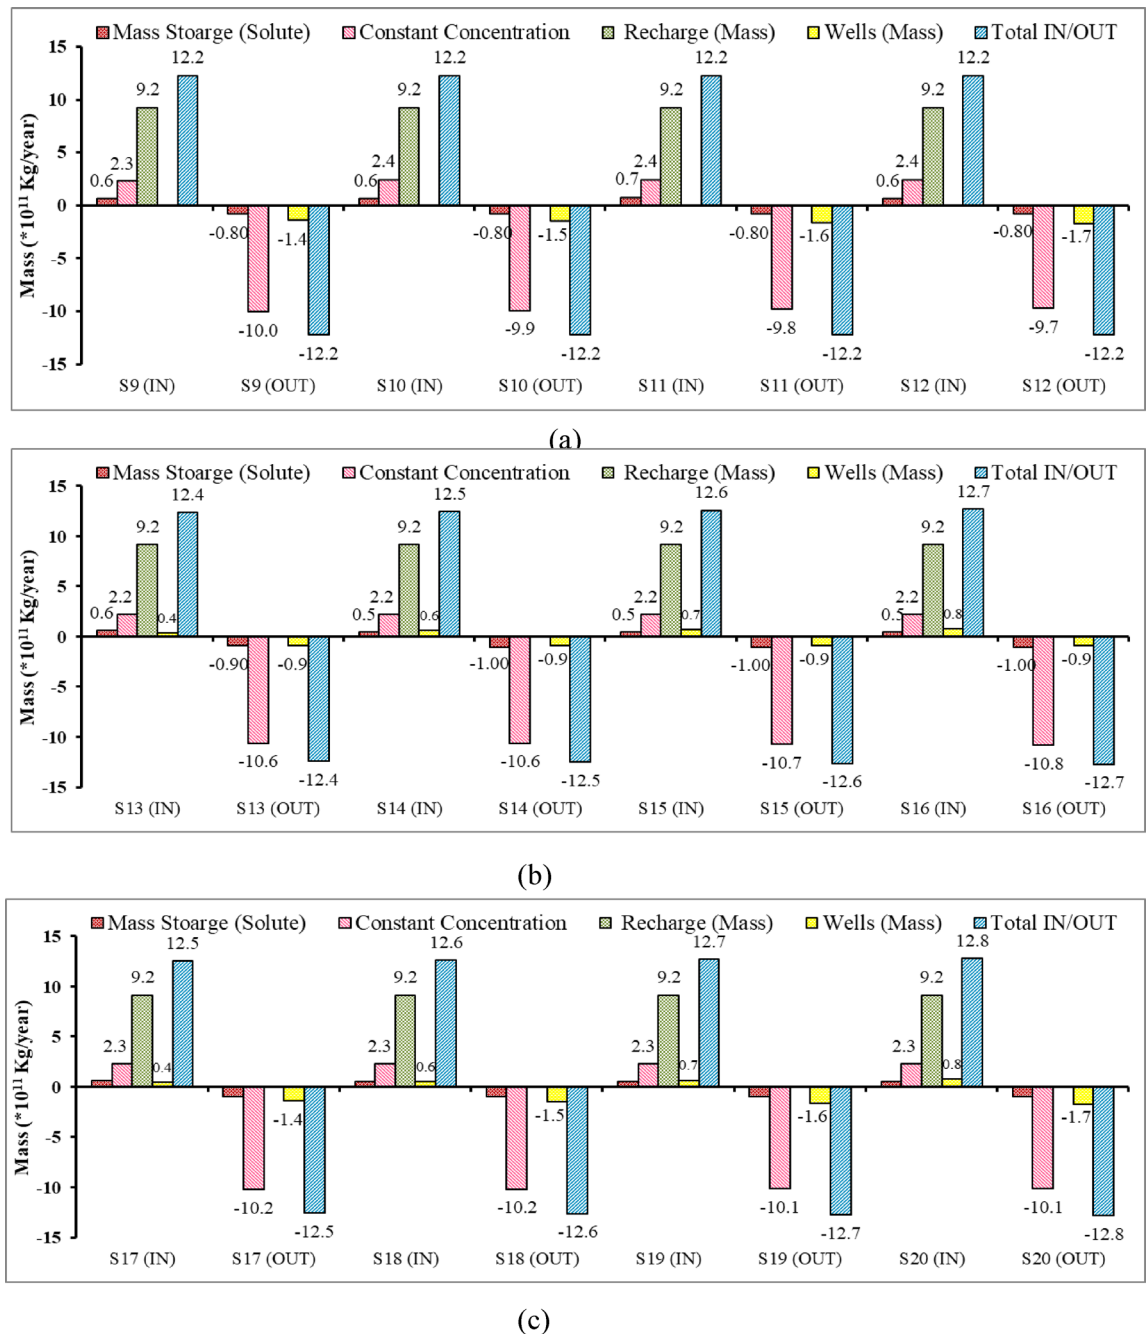 Mass Stoarge (Solute) Constant Concentration Recharge (Mass) Wells (Mass) Total IN/OUT
Mass (*10¹¹ Kg/year)
15
10
5
0
-5
-10
-15
0.6 2.3 9.2 12.2
-0.80 -10.0 -1.4 -12.2
0.6 2.4 9.2 12.2
-0.80 -9.9 -1.5 -12.2
0.7 2.4 9.2 12.2
-0.80 -9.8 -1.6 -12.2
0.6 2.4 9.2 12.2
-0.80 -9.7 -1.7 -12.2
S9 (IN) S9 (OUT) S10 (IN) S10 (OUT) S11 (IN) S11 (OUT) S12 (IN) S12 (OUT)
(a)
Mass Stoarge (Solute) Constant Concentration Recharge (Mass) Wells (Mass) Total IN/OUT
Mass (*10¹¹ Kg/year)
15
10
5
0
-5
-10
-15
0.6 2.2 9.2 0.4 12.4
-0.90 -10.6 -0.9 -12.4
0.5 2.2 9.2 0.6 12.5
-1.00 -10.6 -0.9 -12.5
0.5 2.2 9.2 0.7 12.6
-1.00 -10.7 -0.9 -12.6
0.5 2.2 9.2 0.8 12.7
-1.00 -10.8 -0.9 -12.7
S13 (IN) S13 (OUT) S14 (IN) S14 (OUT) S15 (IN) S15 (OUT) S16 (IN) S16 (OUT)
(b)
Mass Stoarge (Solute) Constant Concentration Recharge (Mass) Wells (Mass) Total IN/OUT
Mass (*10¹¹ Kg/year)
15
10
5
0
-5
-10
-15
2.3 9.2 0.4 12.5
-10.2 -1.4 -12.5
2.3 9.2 0.6 12.6
-10.2 -1.5 -12.6
2.3 9.2 0.7 12.7
-10.1 -1.6 -12.7
2.3 9.2 0.8 12.8
-10.1 -1.7 -12.8
S17 (IN) S17 (OUT) S18 (IN) S18 (OUT) S19 (IN) S19 (OUT) S20 (IN) S20 (OUT)
(c)